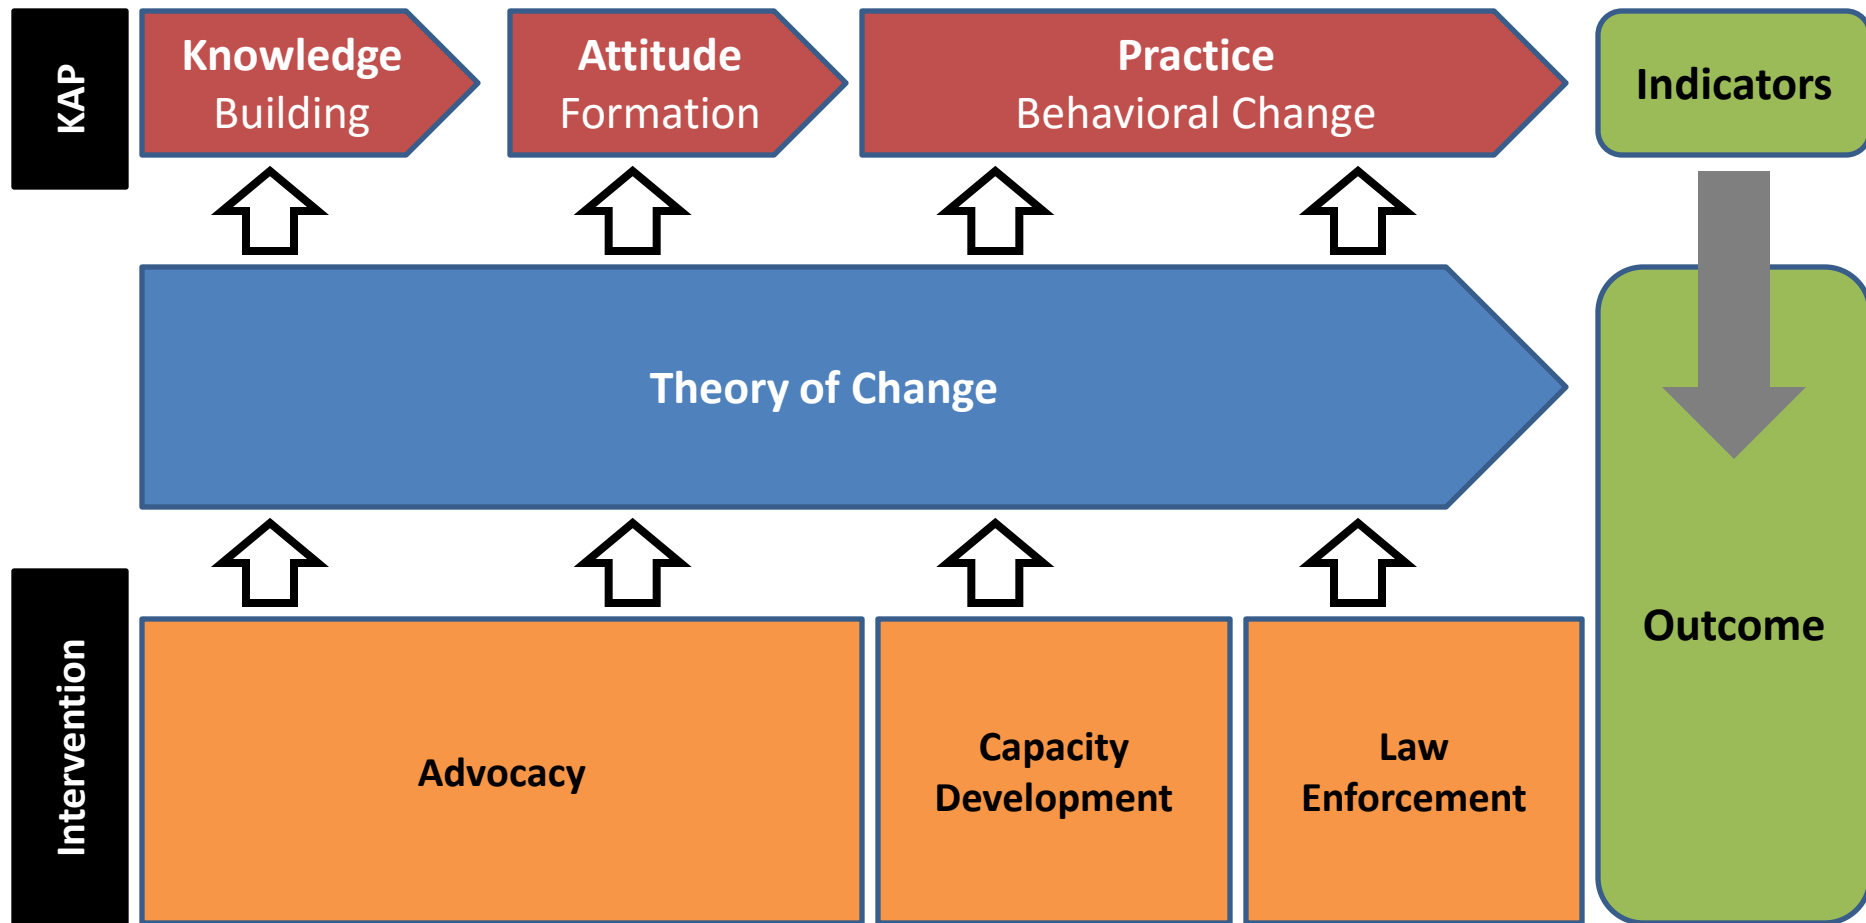 KAP
Knowledge
Building
Attitude
Formation
Practice
Behavioral Change
Indicators
Theory of Change
Intervention
Advocacy
Capacity
Development
Law
Enforcement
Outcome